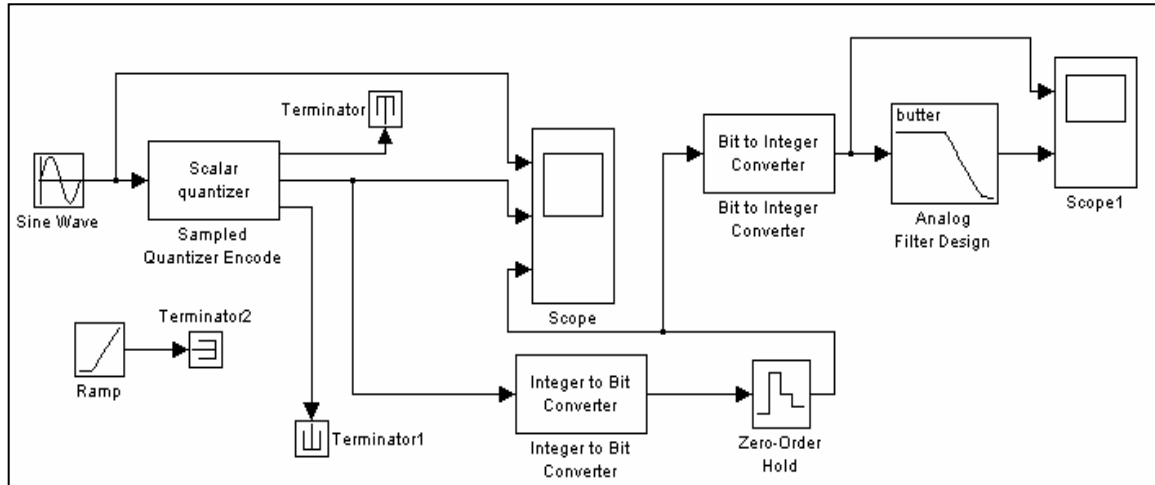 Terminator
butter
Bit to Integer
Converter
Scalar
quantizer
Sine Wave
Sampled
Quantizer Encode
Bit to Integer
Converter
Analog
Filter Design
Scope1
Terminator2
Scope
Ramp
Integer to Bit
Converter
Terminator1
Integer to Bit
Converter
Zero-Order
Hold